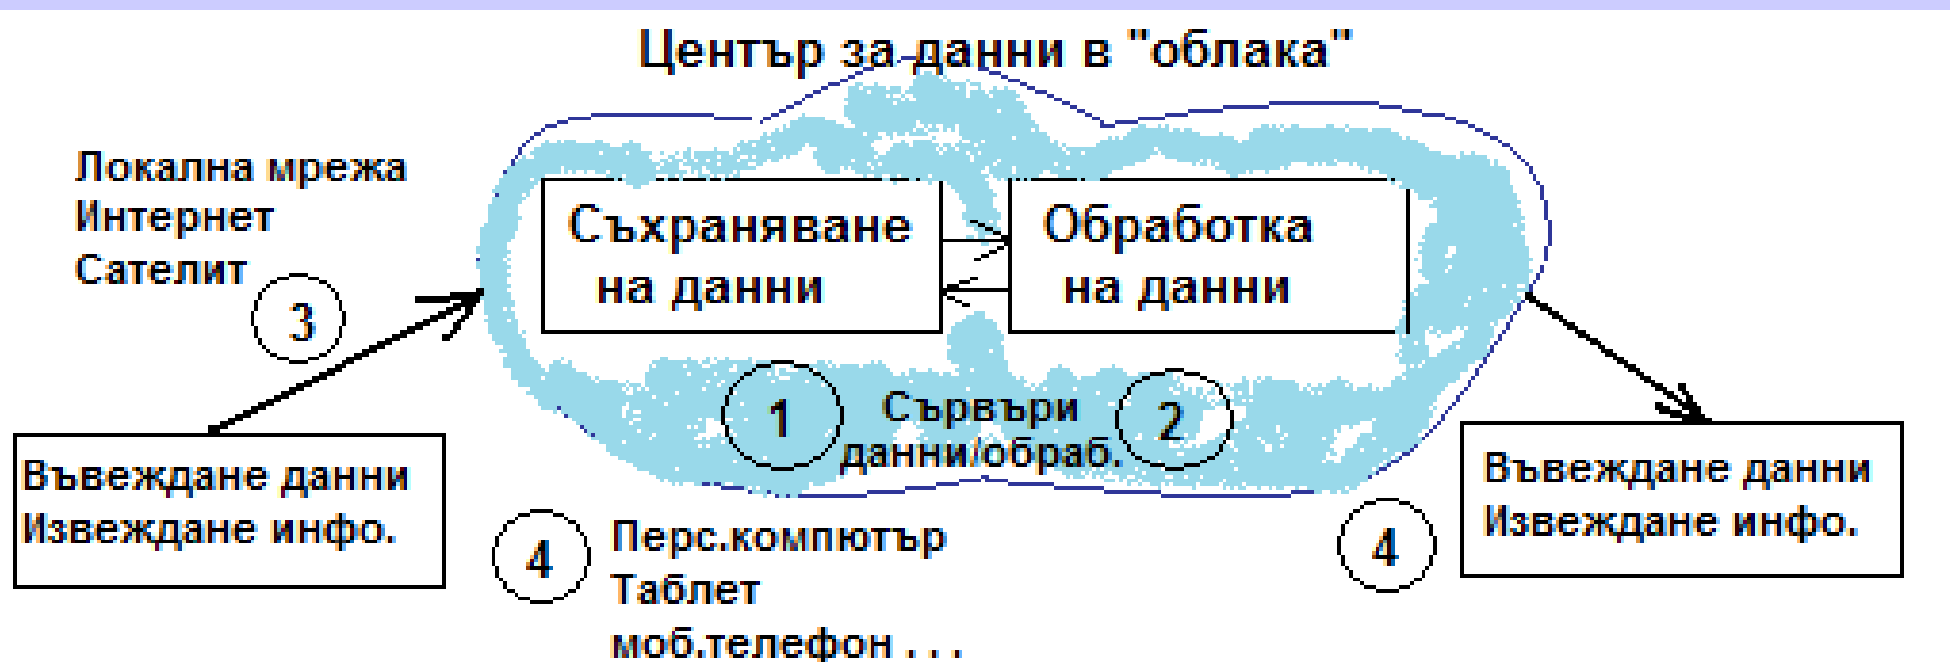 Център за данни в "облака"
Локална мрежа
Интернет
Сателит
3
Съхраняване
на данни
Обработка
на данни
1
Сървъри
данни/обраб.
2
Въвеждане данни
Извеждане инфо.
4
Перс.компютър
Таблет
моб.телефон . . .
4
Въвеждане данни
Извеждане инфо.